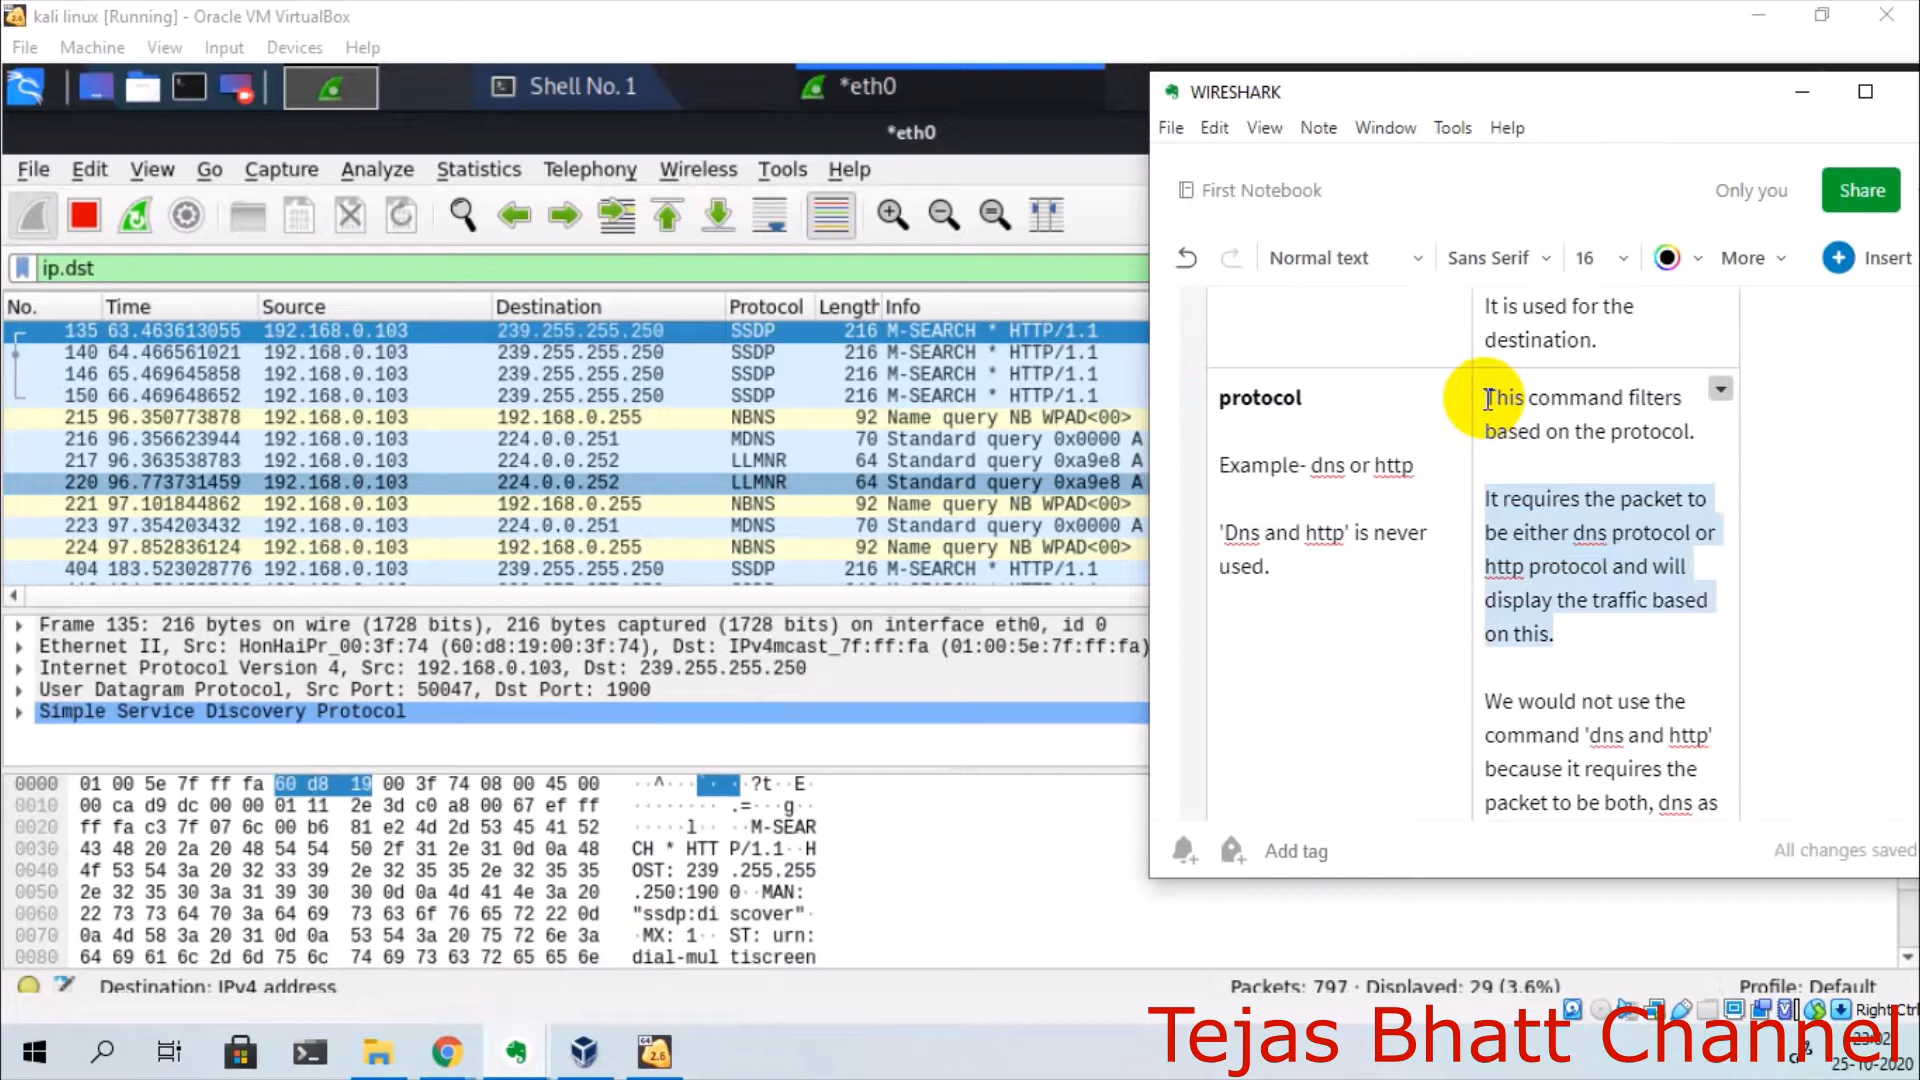 kali linux [Running] - Oracle VM VirtualBox
File Machine View Input Devices Help
Shell No. 1
*eth0
*eth0
File Edit View Go Capture Analyze Statistics Telephony Wireless Tools Help
ip.dst
No. Time Source Destination Protocol Length Info
135 63.463613055 192.168.0.103 239.255.255.250 SSDP 216 M-SEARCH * HTTP/1.1
140 64.466561021 192.168.0.103 239.255.255.250 SSDP 216 M-SEARCH * HTTP/1.1
146 65.469645858 192.168.0.103 239.255.255.250 SSDP 216 M-SEARCH * HTTP/1.1
150 66.469648652 192.168.0.103 239.255.255.250 SSDP 216 M-SEARCH * HTTP/1.1
215 96.350773878 192.168.0.103 192.168.0.255 NBNS 92 Name query NB WPAD<00>
216 96.356623944 192.168.0.103 224.0.0.251 MDNS 70 Standard query 0x0000 A
217 96.363538783 192.168.0.103 224.0.0.252 LLMNR 64 Standard query 0xa9e8 A
220 96.773731459 192.168.0.103 224.0.0.252 LLMNR 64 Standard query 0xa9e8 A
221 97.101844862 192.168.0.103 192.168.0.255 NBNS 92 Name query NB WPAD<00>
223 97.354203432 192.168.0.103 224.0.0.251 MDNS 70 Standard query 0x0000 A
224 97.852836124 192.168.0.103 192.168.0.255 NBNS 92 Name query NB WPAD<00>
404 183.523028776 192.168.0.103 239.255.255.250 SSDP 216 M-SEARCH * HTTP/1.1
Frame 135: 216 bytes on wire (1728 bits), 216 bytes captured (1728 bits) on interface eth0, id 0
Ethernet II, Src: HonHaiPr_00:3f:74 (60:d8:19:00:3f:74), Dst: IPv4mcast_7f:ff:fa (01:00:5e:7f:ff:fa)
Internet Protocol Version 4, Src: 192.168.0.103, Dst: 239.255.255.250
User Datagram Protocol, Src Port: 50047, Dst Port: 1900
Simple Service Discovery Protocol
0000 01 00 5e 7f ff fa 60 d8 19 00 3f 74 08 00 45 00 ··^···`· ·?t··E·
0010 00 ca d9 dc 00 00 01 11 2e 3d c0 a8 00 67 ef ff ········ .=···g··
0020 ff fa c3 7f 07 6c 00 b6 81 e2 4d 2d 53 45 41 52 ·····l·· ··M-SEAR
0030 43 48 20 2a 20 48 54 54 50 2f 31 2e 31 0d 0a 48 CH * HTT P/1.1··H
0040 4f 53 54 3a 20 32 33 39 2e 32 35 35 2e 32 35 35 OST: 239 .255.255
0050 2e 32 35 30 3a 31 39 30 30 0d 0a 4d 41 4e 3a 20 .250:190 0··MAN:
0060 22 73 73 64 70 3a 64 69 73 63 6f 76 65 72 22 0d "ssdp:di scover"·
0070 0a 4d 58 3a 20 31 0d 0a 53 54 3a 20 75 72 6e 3a ·MX: 1·· ST: urn:
0080 64 69 61 6c 2d 6d 75 6c 74 69 73 63 72 65 65 6e dial-mul tiscreen
Destination: IPv4 address Packets: 797 · Displayed: 29 (3.6%) Profile: Default
WIRESHARK
File Edit View Note Window Tools Help
First Notebook Only you Share
Normal text Sans Serif 16 More Insert
It is used for the
destination.
protocol
Example- dns or http
'Dns and http' is never
used.
This command filters
based on the protocol.
It requires the packet to
be either dns protocol or
http protocol and will
display the traffic based
on this.
We would not use the
command 'dns and http'
because it requires the
packet to be both, dns as
Add tag All changes saved
Right Ctrl
64
2.6
Tejas Bhatt Channel
23:02
25-10-2020